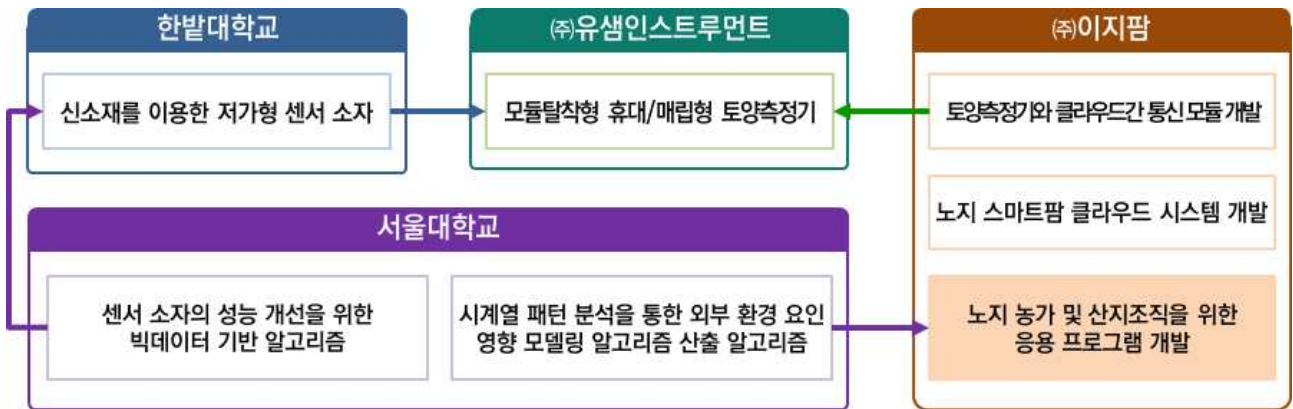 한밭대학교
신소재를 이용한 저가형 센서 소자
㈜유샘인스트루먼트
모듈탈착형 휴대/매립형 토양측정기
㈜이지팜
토양측정기와 클라우드간 통신 모듈 개발
노지 스마트팜 클라우드 시스템 개발
노지 농가 및 산지조직을 위한
응용 프로그램 개발
서울대학교
센서 소자의 성능 개선을 위한
빅데이터 기반 알고리즘
시계열 패턴 분석을 통한 외부 환경 요인
영향 모델링 알고리즘 산출 알고리즘